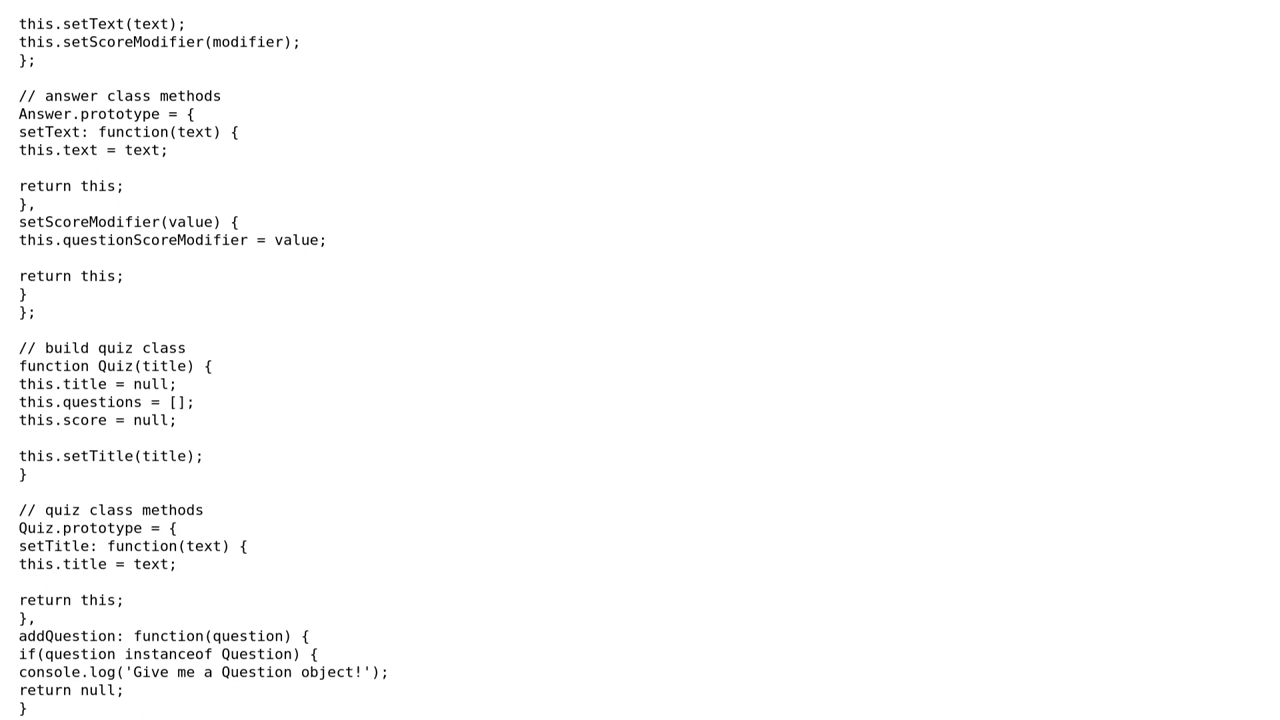 this.setText(text);
this.setScoreModifier(modifier);
};

// answer class methods
Answer.prototype = {
setText: function(text) {
this.text = text;

return this;
},
setScoreModifier(value) {
this.questionScoreModifier = value;

return this;
}
};

// build quiz class
function Quiz(title) {
this.title = null;
this.questions = [];
this.score = null;

this.setTitle(title);
}

// quiz class methods
Quiz.prototype = {
setTitle: function(text) {
this.title = text;

return this;
},
addQuestion: function(question) {
if(question instanceof Question) {
console.log('Give me a Question object!');
return null;
}